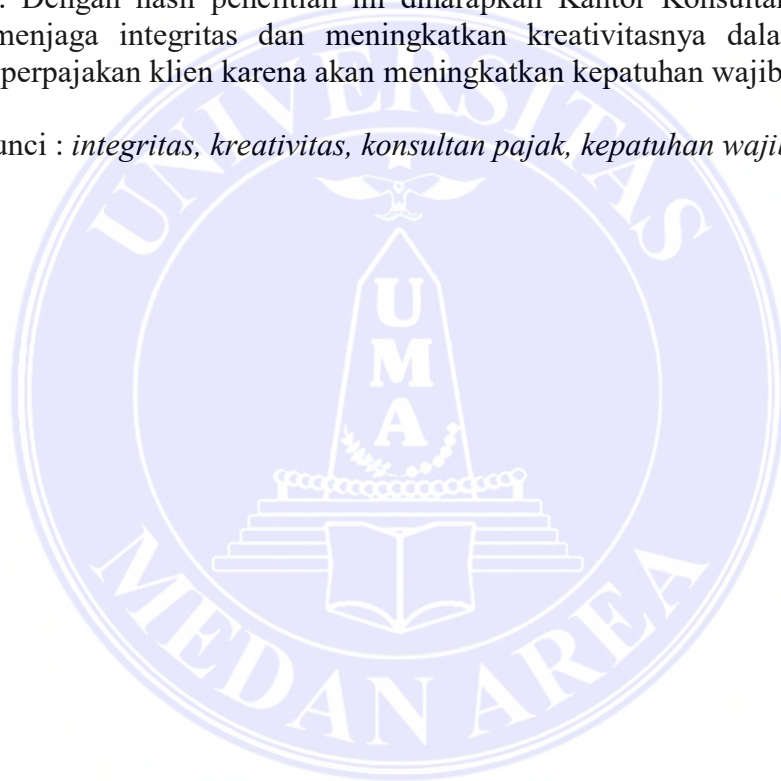 . Dengan hasil penelitian ini diharapkan Kantor Konsultan
menjaga integritas dan meningkatkan kreativitasnya dala
perpajakan klien karena akan meningkatkan kepatuhan wajib
unci : integritas, kreativitas, konsultan pajak, kepatuhan wajib
UNIVERSITAS
UMA
MEDAN AREA